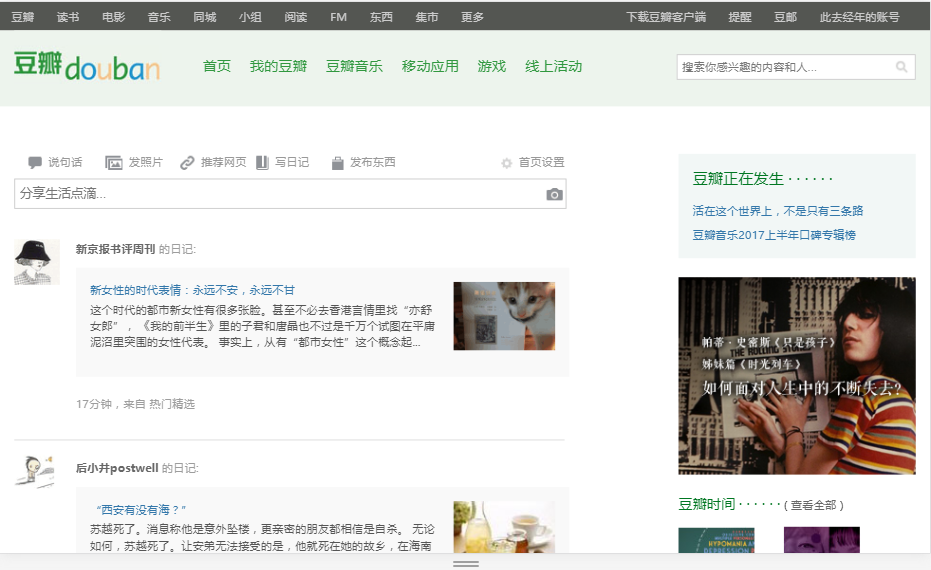 豆瓣 读书 电影 音乐 同城 小组 阅读 FM 东西 集市 更多 下载豆瓣客户端 提醒 豆邮 此去经年的账号
豆瓣douban 首页 我的豆瓣 豆瓣音乐 移动应用 游戏 线上活动 搜索你感兴趣的内容和人...
说句话 发照片 推荐网页 写日记 发布东西 首页设置
分享生活点滴...
新京报书评周刊 的日记:
新女性的时代表情：永远不安，永远不甘
这个时代的都市新女性有很多张脸。甚至不必去香港言情里找“亦舒
女郎”，《我的前半生》里的子君和唐晶也不过是千万个试图在平庸
泥沼里突围的女性代表。 事实上，从有“都市女性”这个概念起...
17分钟，来自 热门精选
后小井postwell 的日记:
“西安有没有海？”
苏越死了。消息称他是意外坠楼，更亲密的朋友都相信是自杀。 无论
如何，苏越死了。让安弟无法接受的是，他就死在她的故乡，在海南
豆瓣正在发生 · · · · · ·
活在这个世界上，不是只有三条路
豆瓣音乐2017上半年口碑专辑榜
THE ROLLING
帕蒂·史密斯《只是孩子》
姊妹篇《时光列车》
如何面对人生中的不断失去?
豆瓣时间 · · · · · · ( 查看全部 )
HYPOMANIA
DEPRESSION